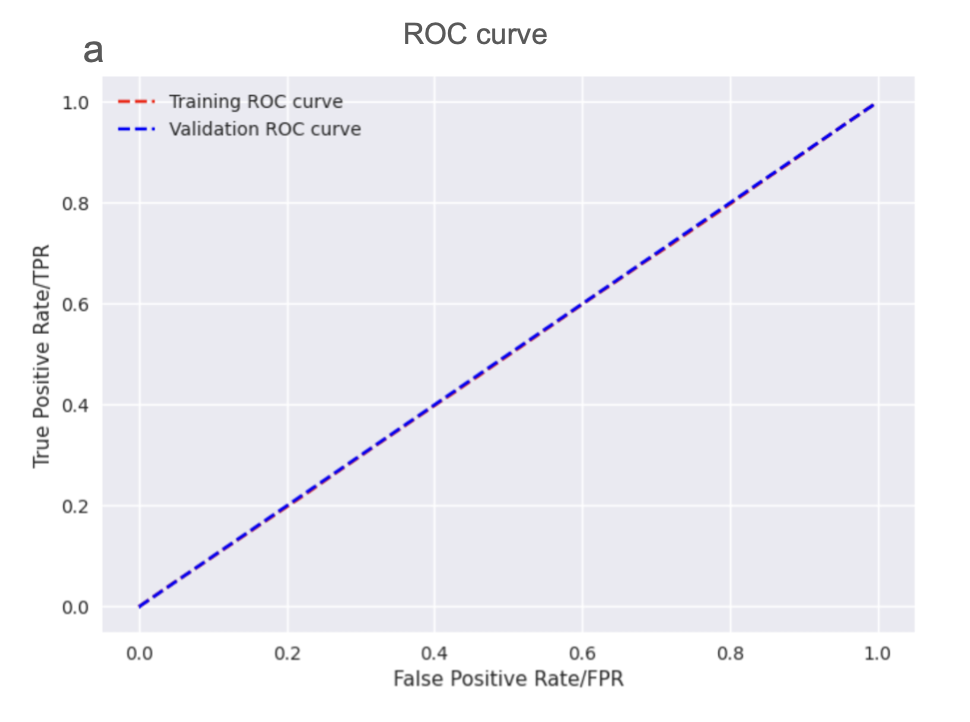 ROC curve
a
Training ROC curve
Validation ROC curve
1.0
0.8
0.6
0.4
0.2
0.0
True Positive Rate/TPR
0.0 0.2 0.4 0.6 0.8 1.0
False Positive Rate/FPR